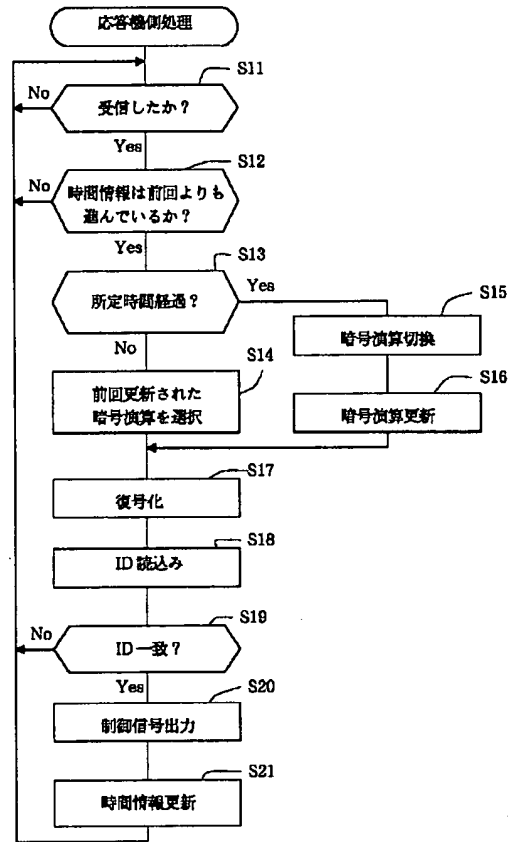 応答機側処理
S11
No
受信したか？
Yes
S12
No
時間情報は前回よりも
進んでいるか？
Yes
S13
所定時間経過？
Yes
S15
暗号演算切換
No
S14
前回更新された
暗号演算を選択
S16
暗号演算更新
S17
復号化
S18
ID 読込み
S19
No
ID 一致？
Yes
S20
制御信号出力
S21
時間情報更新